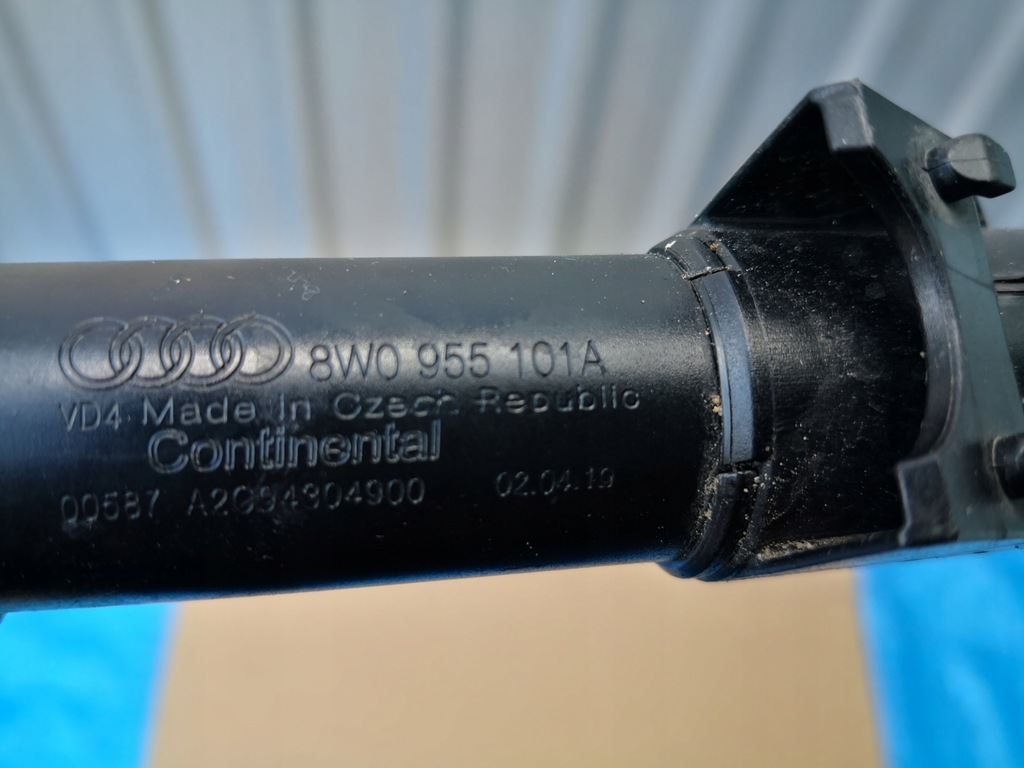 8W0 955 101A
VD4 Made In Czech Republic
Continental
00587 A2C94304900 02.04.19